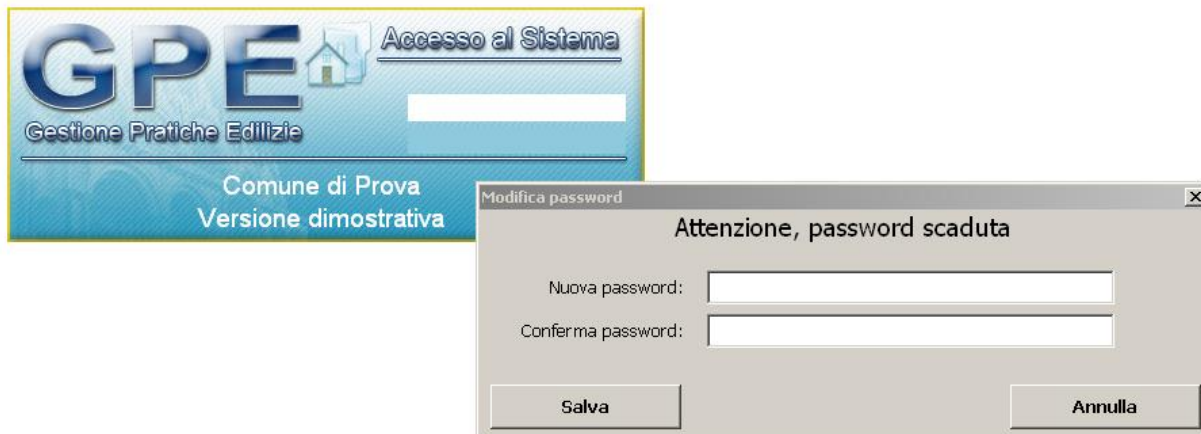 GPE
Accesso al Sistema
Gestione Pratiche Edilizie
Comune di Prova
Versione dimostrativa
Modifica password
Attenzione, password scaduta
Nuova password:
Conferma password:
Salva
Annulla